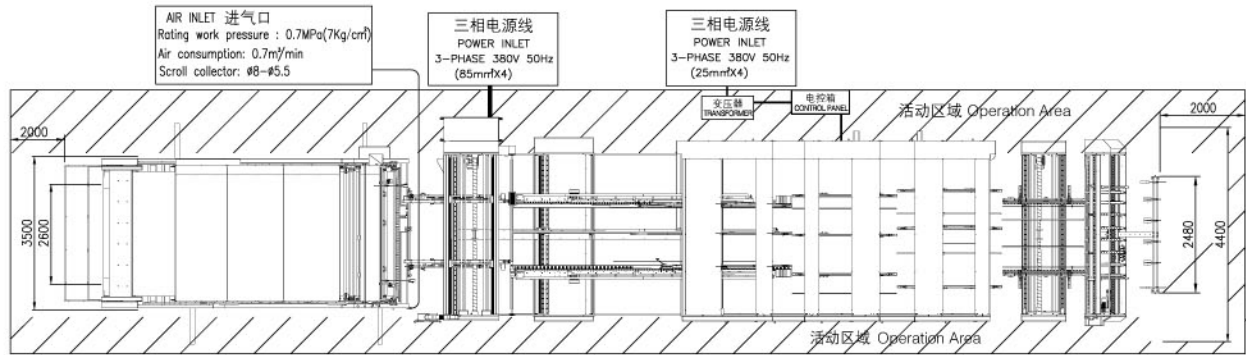 AIR INLET 进气口
Rating work pressure : 0.7MPa(7Kg/cm²)
Air consumption: 0.7m³/min
Scroll collector: ø8-ø5.5
三相电源线
POWER INLET
3-PHASE 380V 50Hz
(85mm²X4)
三相电源线
POWER INLET
3-PHASE 380V 50Hz
(25mm²X4)
变压器
TRANSFORMER
电控箱
CONTROL PANEL
活动区域 Operation Area
2000
2000
3500
2600
2480
4400
活动区域 Operation Area